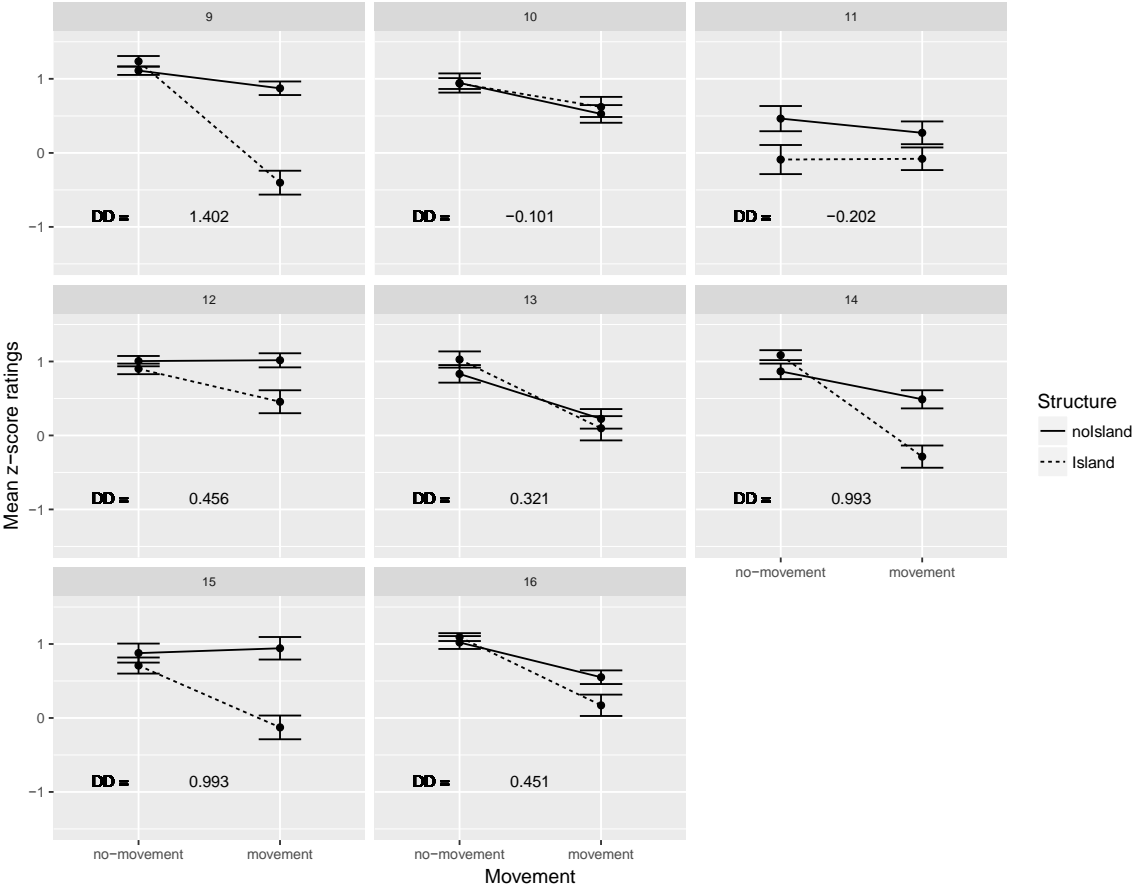 9
10
11
1
0
−1
DD = 1.402
DD = −0.101
DD = −0.202
12
13
14
1
0
−1
DD = 0.456
DD = 0.321
DD = 0.993
no−movement
movement
15
16
1
0
−1
DD = 0.993
DD = 0.451
no−movement
movement
no−movement
movement
Movement
Mean z−score ratings
Structure
noIsland
Island